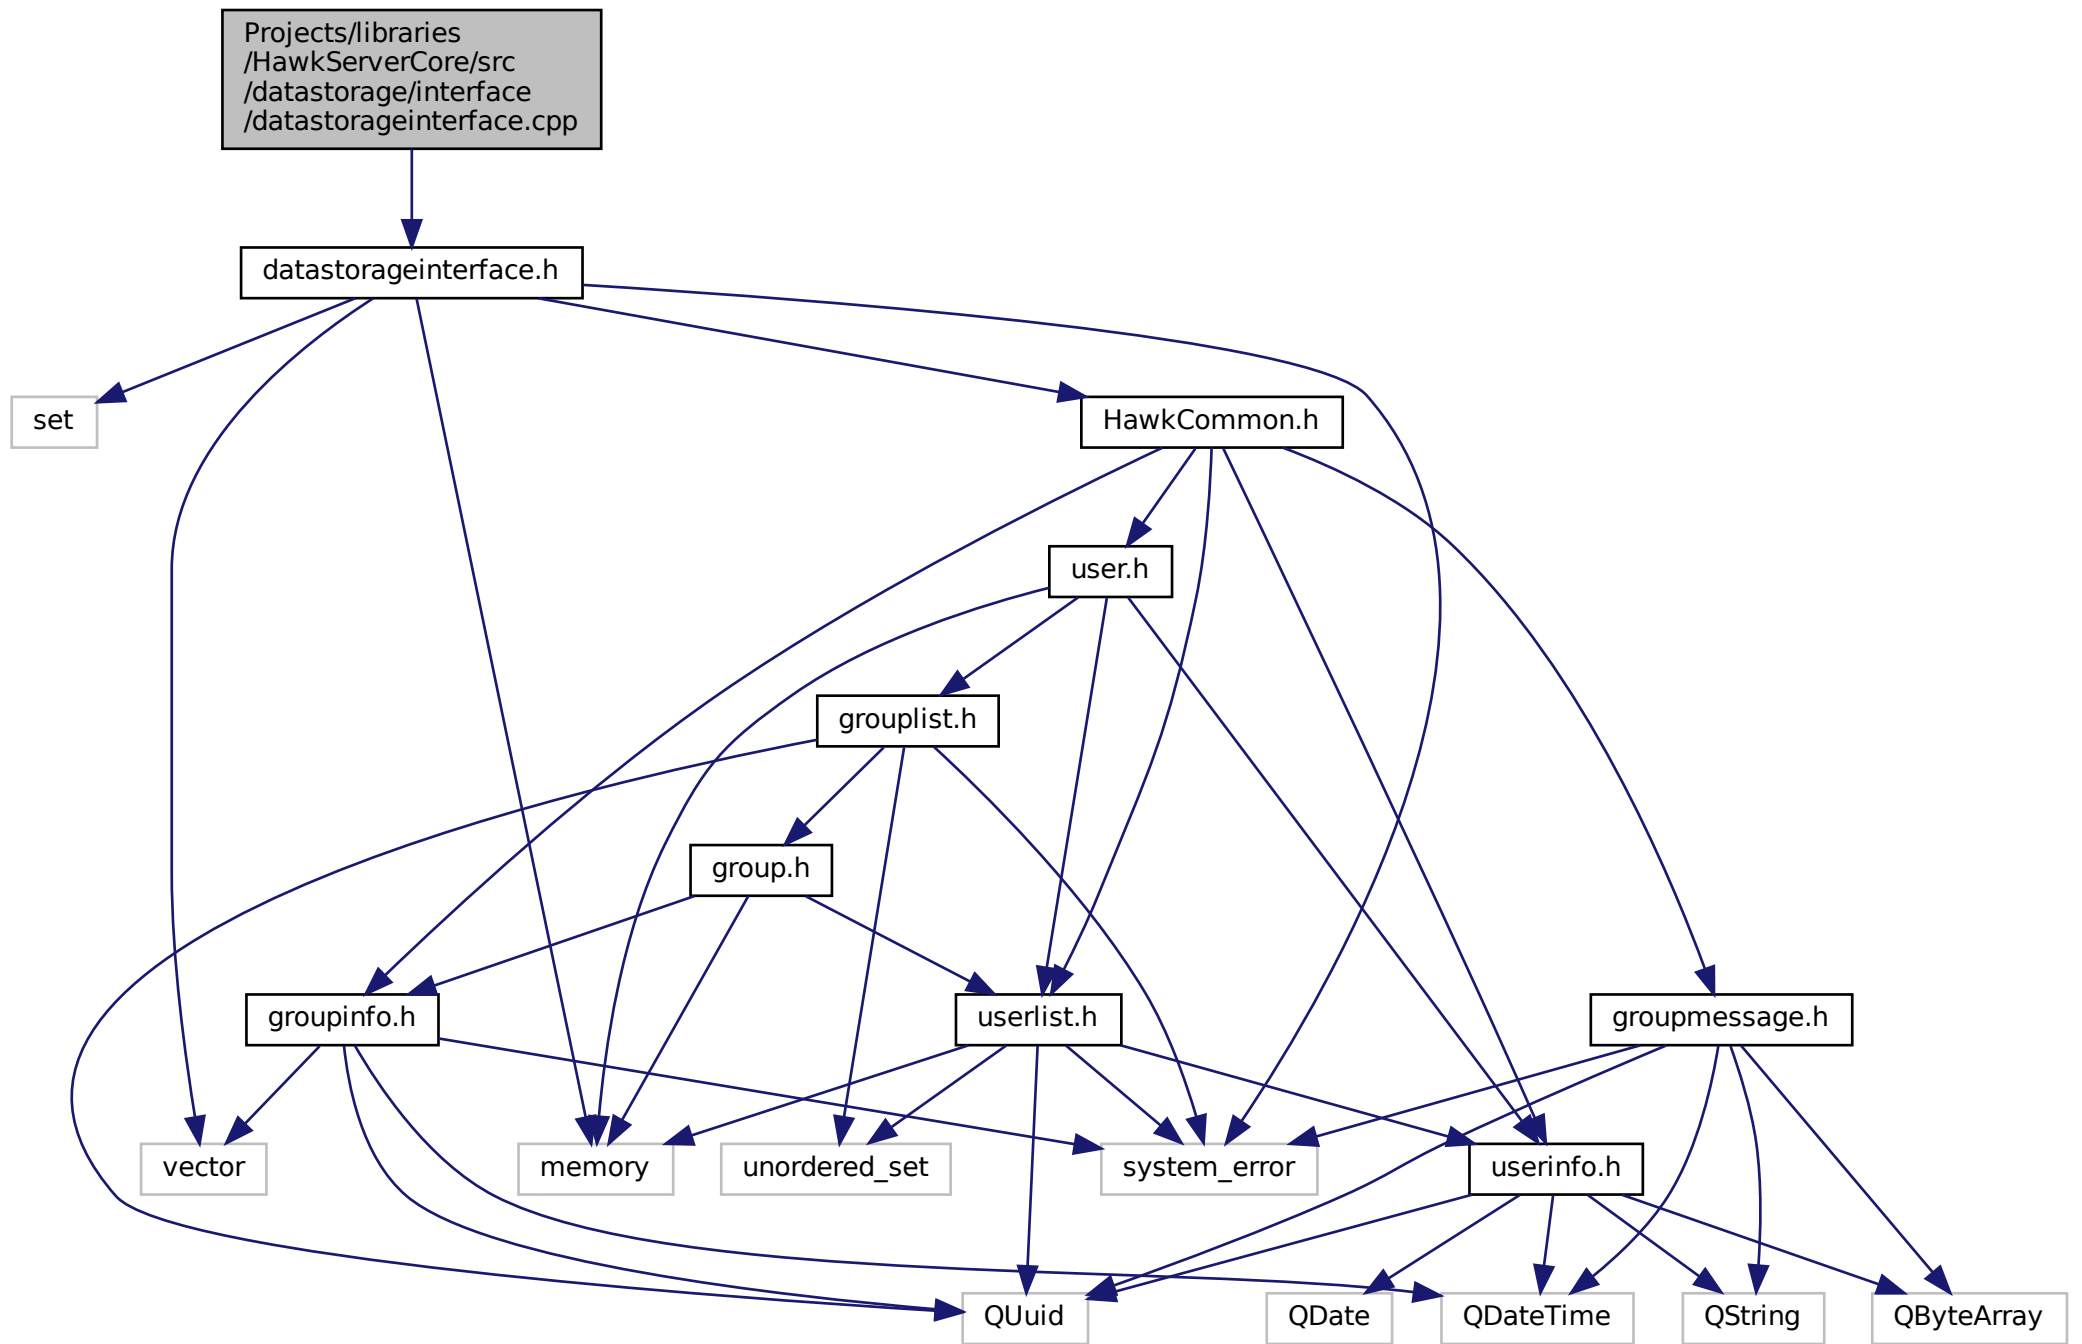 Projects/libraries
/HawkServerCore/src
/datastorage/interface
/datastorageinterface.cpp
datastorageinterface.h
set
HawkCommon.h
user.h
grouplist.h
group.h
groupinfo.h
userlist.h
groupmessage.h
vector
memory
unordered_set
system_error
userinfo.h
QUuid
QDate
QDateTime
QString
QByteArray